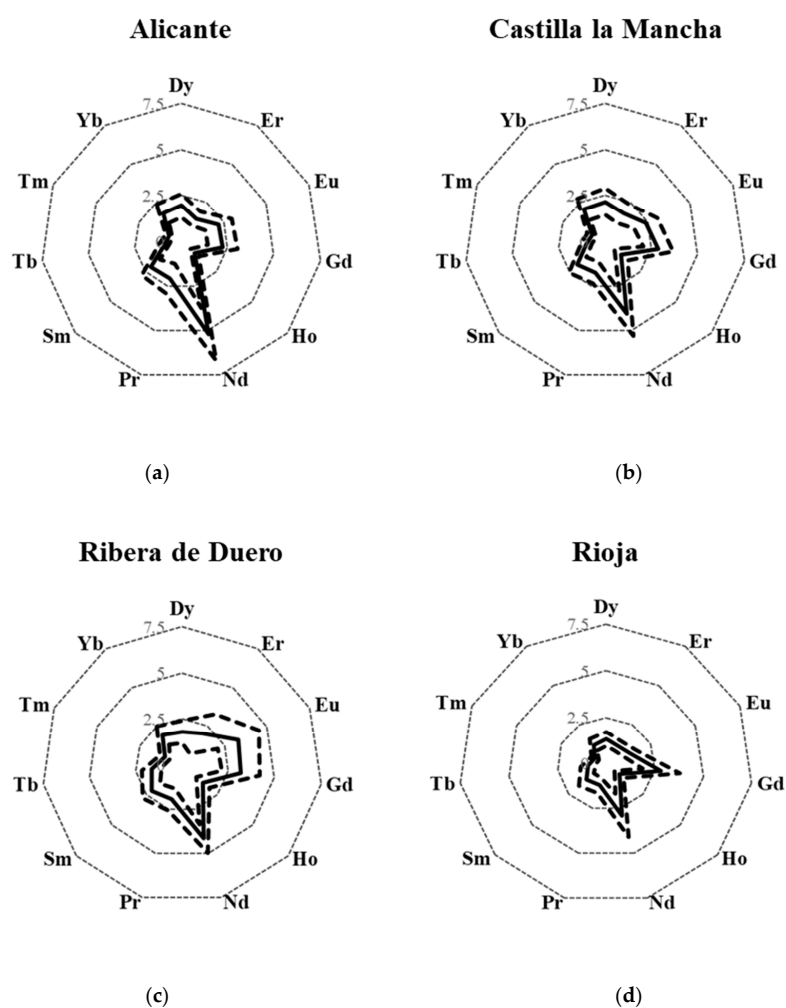 Alicante
Castilla la Mancha
Dy
7.5
Yb
Er
5
Tm
Eu
2.5
Tb
Gd
Sm
Ho
Pr
Nd
Dy
7.5
Yb
Er
5
Tm
Eu
2.5
Tb
Gd
Sm
Ho
Pr
Nd
(a)
(b)
Ribera de Duero
Rioja
Dy
7.5
Yb
Er
5
Tm
Eu
2.5
Tb
Gd
Sm
Ho
Pr
Nd
Dy
7.5
Yb
Er
5
Tm
Eu
2.5
Tb
Gd
Sm
Ho
Pr
Nd
(c)
(d)